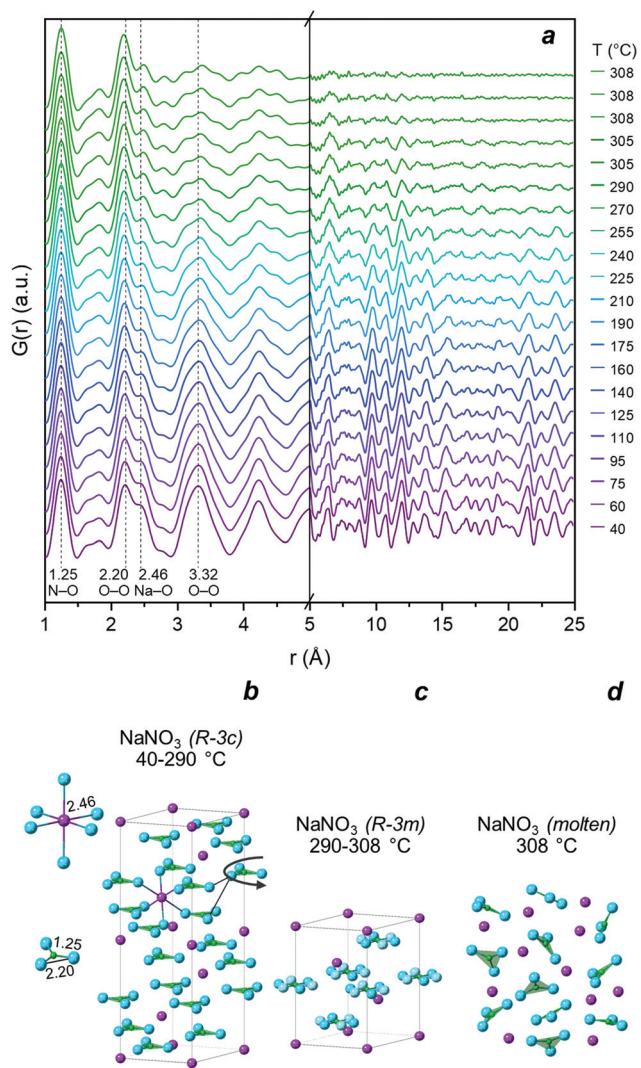 a
T (°C)
308
308
308
305
305
290
270
255
240
225
210
190
175
160
140
125
110
95
75
60
40
G(r) (a.u.)
1.25 2.20 2.46 3.32
N–O O–O Na–O O–O
1 2 3 4 5 10 15 20 25
r (Å)
b c d
NaNO₃ (R-3c)
40-290 °C
2.46
NaNO₃ (R-3m)
290-308 °C
NaNO₃ (molten)
308 °C
1.25
2.20